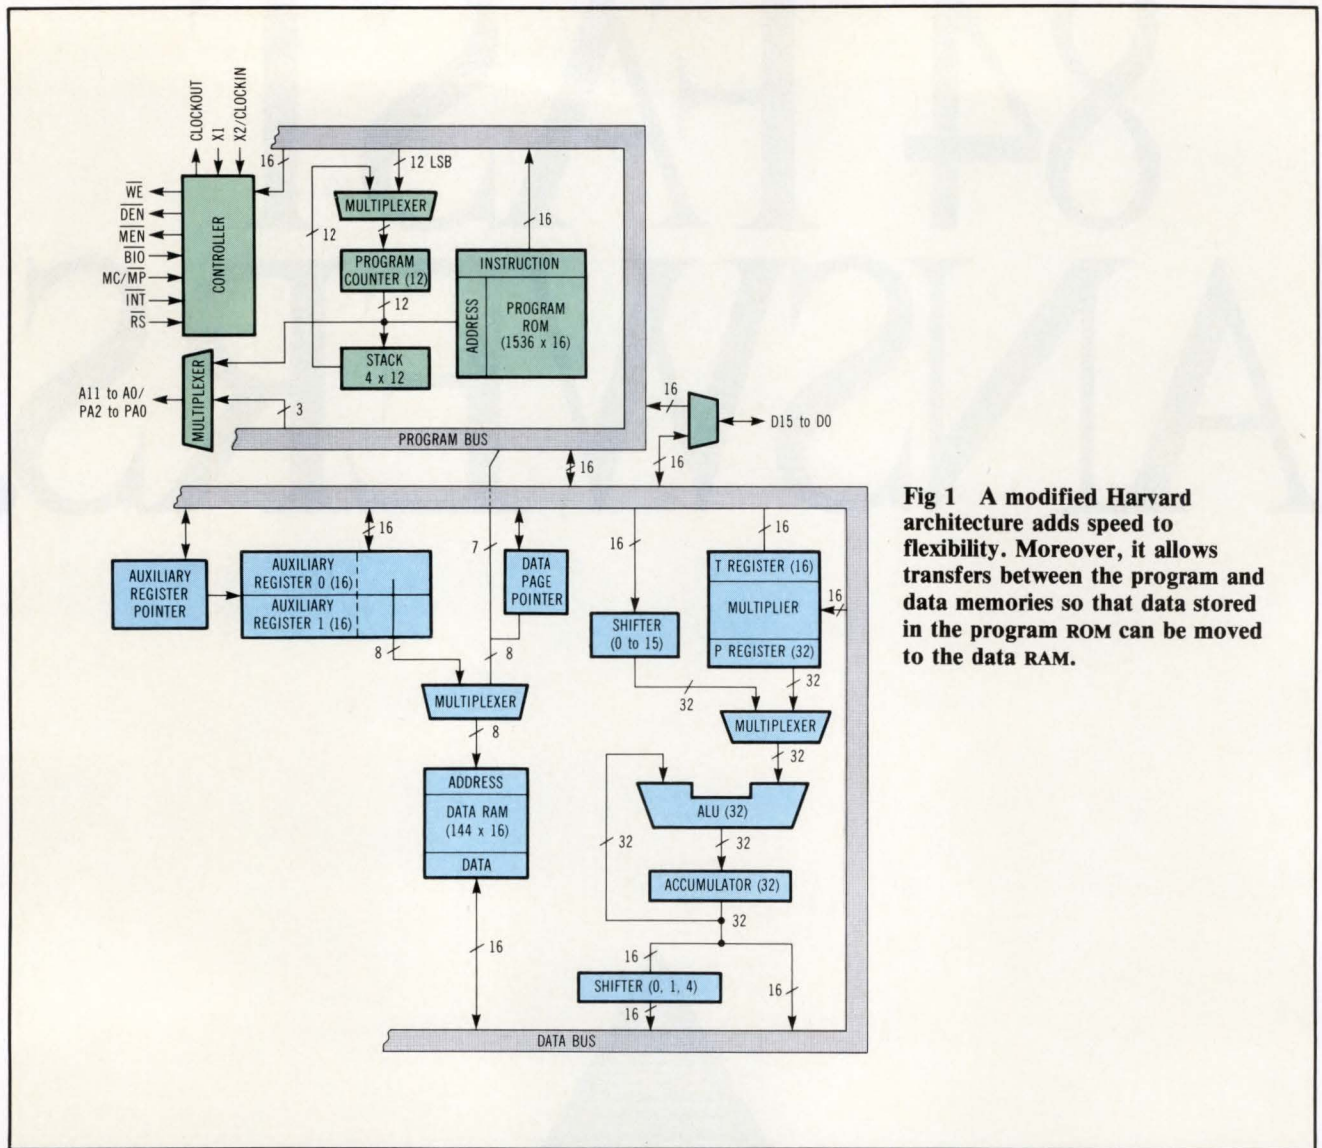 CLOCKOUT
X1
X2/CLOCKIN
WE
DEN
MEN
BIO
MC/MP
INT
RS
CONTROLLER
16
12 LSB
MULTIPLEXER
12
PROGRAM
COUNTER (12)
12
STACK
4 x 12
16
INSTRUCTION
ADDRESS
PROGRAM
ROM
(1536 x 16)
A11 to A0/
PA2 to PA0
MULTIPLEXER
3
PROGRAM BUS
16
16
16
D15 to D0
AUXILIARY
REGISTER
POINTER
16
AUXILIARY
REGISTER 0 (16)
AUXILIARY
REGISTER 1 (16)
8
7
DATA
PAGE
POINTER
8
MULTIPLEXER
8
ADDRESS
DATA RAM
(144 x 16)
DATA
16
16
SHIFTER
(0 to 15)
32
16
T REGISTER (16)
MULTIPLIER
P REGISTER (32)
16
32
MULTIPLEXER
32
ALU (32)
32
32
ACCUMULATOR (32)
32
16
SHIFTER (0, 1, 4)
16
16
DATA BUS
Fig 1 A modified Harvard
architecture adds speed to
flexibility. Moreover, it allows
transfers between the program and
data memories so that data stored
in the program ROM can be moved
to the data RAM.